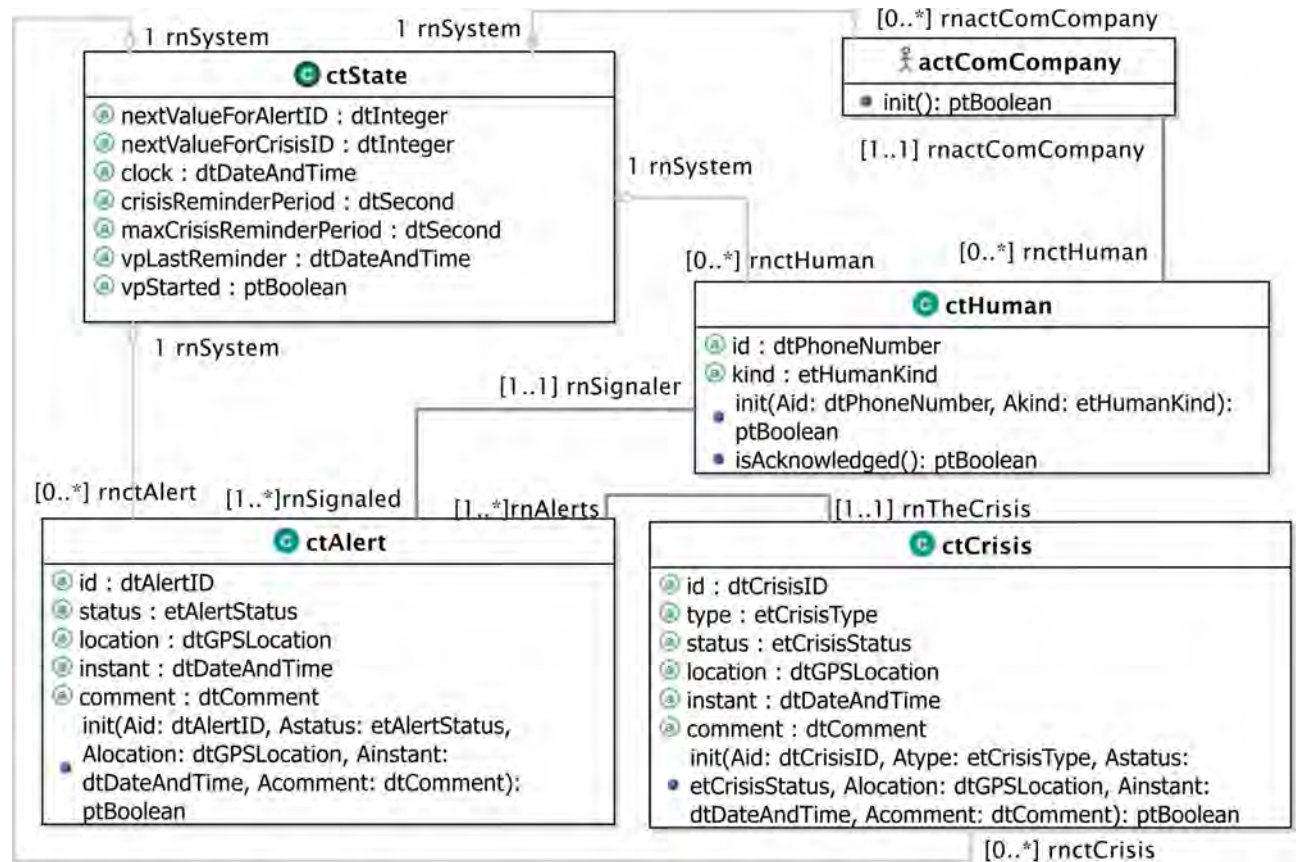 1 rnSystem
1 rnSystem
[0..*] rnactComCompany
ctState
nextValueForAlertID : dtInteger
nextValueForCrisisID : dtInteger
clock : dtDateAndTime
crisisReminderPeriod : dtSecond
maxCrisisReminderPeriod : dtSecond
vpLastReminder : dtDateAndTime
vpStarted : ptBoolean
actComCompany
init(): ptBoolean
[1..1] rnactComCompany
1 rnSystem
[0..*] rnctHuman
[0..*] rnctHuman
ctHuman
id : dtPhoneNumber
kind : etHumanKind
init(Aid: dtPhoneNumber, Akind: etHumanKind):
ptBoolean
isAcknowledged(): ptBoolean
1 rnSystem
[1..1] rnSignaler
[0..*] rnctAlert
[1..*]rnSignaled
[1..*]rnAlerts
[1..1] rnTheCrisis
ctAlert
id : dtAlertID
status : etAlertStatus
location : dtGPSLocation
instant : dtDateAndTime
comment : dtComment
init(Aid: dtAlertID, Astatus: etAlertStatus,
Alocation: dtGPSLocation, Ainstant:
dtDateAndTime, Acomment: dtComment):
ptBoolean
ctCrisis
id : dtCrisisID
type : etCrisisType
status : etCrisisStatus
location : dtGPSLocation
instant : dtDateAndTime
comment : dtComment
init(Aid: dtCrisisID, Atype: etCrisisType, Astatus:
etCrisisStatus, Alocation: dtGPSLocation, Ainstant:
dtDateAndTime, Acomment: dtComment): ptBoolean
[0..*] rnctCrisis